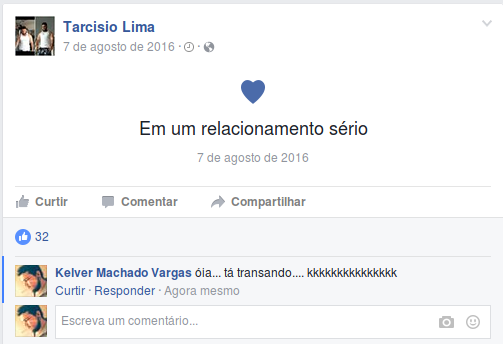 Tarcisio Lima
7 de agosto de 2016 ·
Em um relacionamento sério
7 de agosto de 2016
Curtir Comentar Compartilhar
32
Kelver Machado Vargas óia... tá transando.... kkkkkkkkkkkkkkk
Curtir · Responder · Agora mesmo
Escreva um comentário...